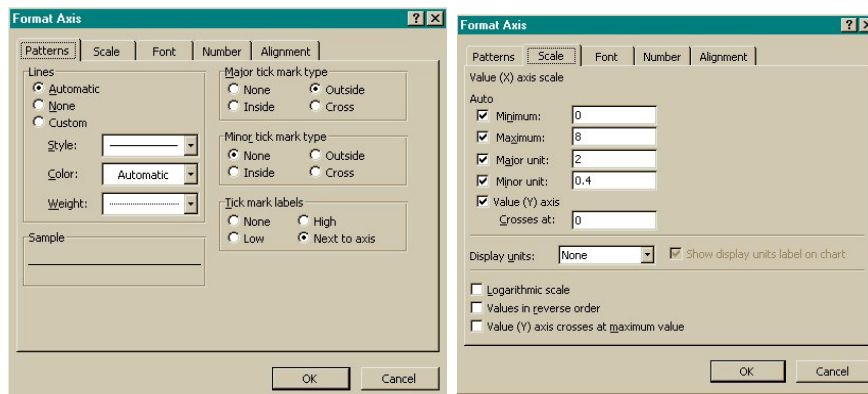 Format Axis
Patterns Scale Font Number Alignment
Lines
Automatic
None
Custom
Style:
Color: Automatic
Weight:
Sample
Major tick mark type
None Outside
Inside Cross
Minor tick mark type
None Outside
Inside Cross
Tick mark labels
None High
Low Next to axis
OK Cancel
Format Axis
Patterns Scale Font Number Alignment
Value (X) axis scale
Auto
Minimum: 0
Maximum: 8
Major unit: 2
Minor unit: 0.4
Value (Y) axis
Crosses at: 0
Display units: None Show display units label on chart
Logarithmic scale
Values in reverse order
Value (Y) axis crosses at maximum value
OK Cancel